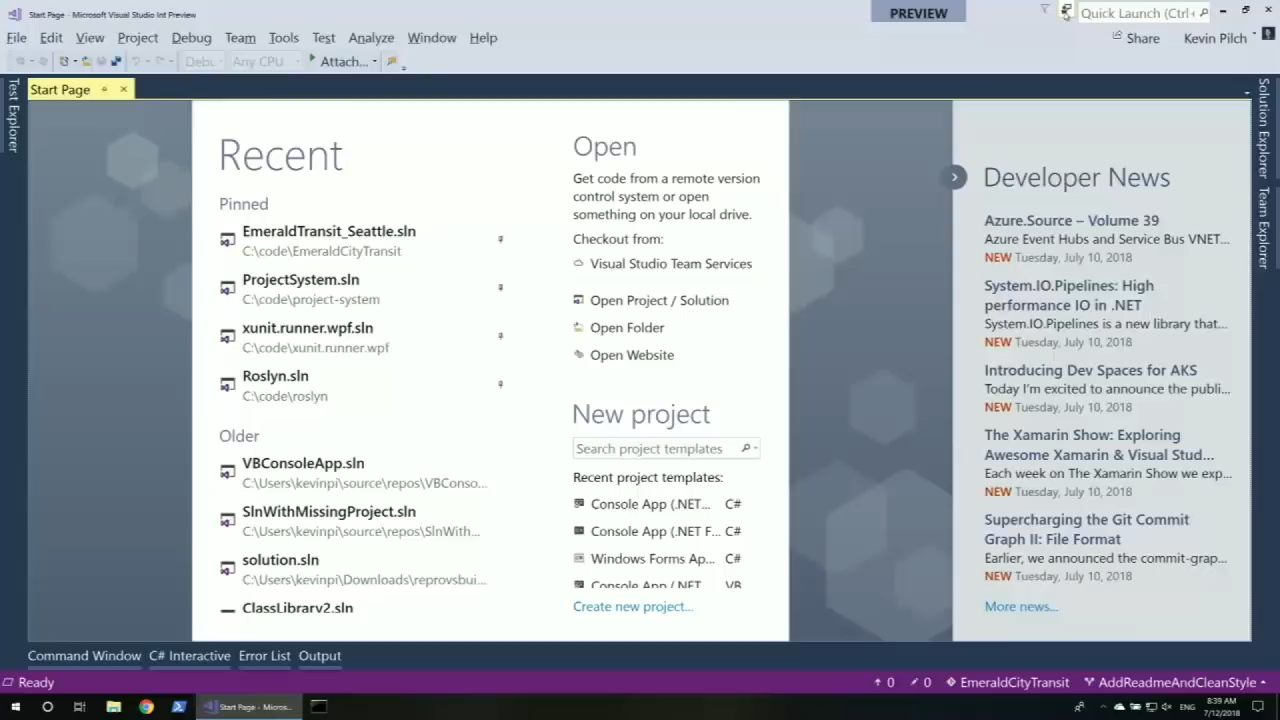 Start Page - Microsoft Visual Studio Int Preview
PREVIEW
Quick Launch (Ctrl+
File Edit View Project Debug Team Tools Test Analyze Window Help
Share
Kevin Pilch
Debu
Any CPU
Attach...
Start Page
Test Explorer
Solution Explorer
Team Explorer
Recent
Pinned
EmeraldTransit_Seattle.sln
C:\code\EmeraldCityTransit
ProjectSystem.sln
C:\code\project-system
xunit.runner.wpf.sln
C:\code\xunit.runner.wpf
Roslyn.sln
C:\code\roslyn
Older
VBConsoleApp.sln
C:\Users\kevinpi\source\repos\VBConso...
SlnWithMissingProject.sln
C:\Users\kevinpi\source\repos\SlnWith...
solution.sln
C:\Users\kevinpi\Downloads\reprovsbui...
ClassLibrary2.sln
Open
Get code from a remote version
control system or open
something on your local drive.
Checkout from:
Visual Studio Team Services
Open Project / Solution
Open Folder
Open Website
New project
Search project templates
Recent project templates:
Console App (.NET... C#
Console App (.NET F... C#
Windows Forms Ap... C#
Console App (.NET VB
Create new project...
Developer News
Azure.Source – Volume 39
Azure Event Hubs and Service Bus VNET...
NEW Tuesday, July 10, 2018
System.IO.Pipelines: High
performance IO in .NET
System.IO.Pipelines is a new library that...
NEW Tuesday, July 10, 2018
Introducing Dev Spaces for AKS
Today I'm excited to announce the publi...
NEW Tuesday, July 10, 2018
The Xamarin Show: Exploring
Awesome Xamarin & Visual Stud...
Each week on The Xamarin Show we exp...
NEW Tuesday, July 10, 2018
Supercharging the Git Commit
Graph II: File Format
Earlier, we announced the commit-grap...
NEW Tuesday, July 10, 2018
More news...
Command Window C# Interactive Error List Output
Ready
0
0
EmeraldCityTransit
AddReadmeAndCleanStyle
Start Page - Micros...
ENG
8:39 AM
7/12/2018